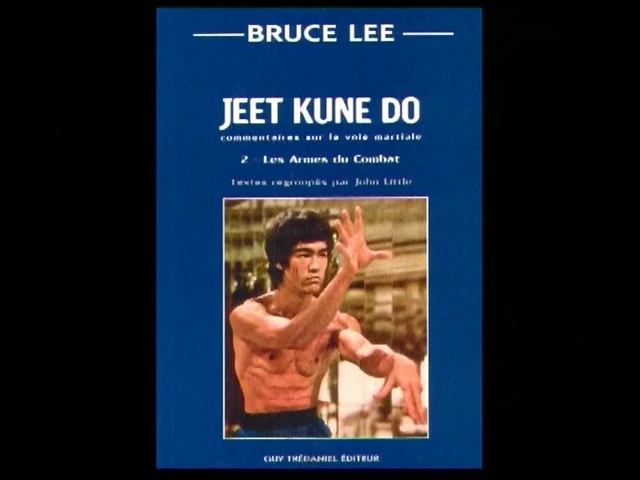 BRUCE LEE
JEET KUNE DO
commentaires sur la voie martiale
2 - Les Armes du Combat
Textes regroupés par John Little
GUY TRÉDANIEL ÉDITEUR